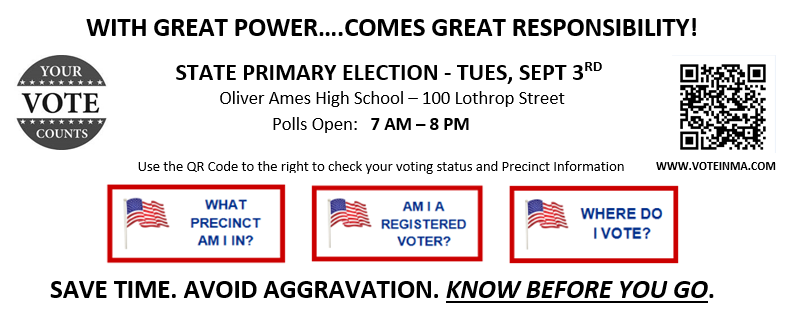 WITH GREAT POWER….COMES GREAT RESPONSIBILITY!
YOUR
VOTE
COUNTS
STATE PRIMARY ELECTION - TUES, SEPT 3RD
Oliver Ames High School – 100 Lothrop Street
Polls Open: 7 AM – 8 PM
Use the QR Code to the right to check your voting status and Precinct Information
WWW.VOTEINMA.COM
WHAT
PRECINCT
AM I IN?
AM I A
REGISTERED
VOTER?
WHERE DO
I VOTE?
SAVE TIME. AVOID AGGRAVATION. KNOW BEFORE YOU GO.